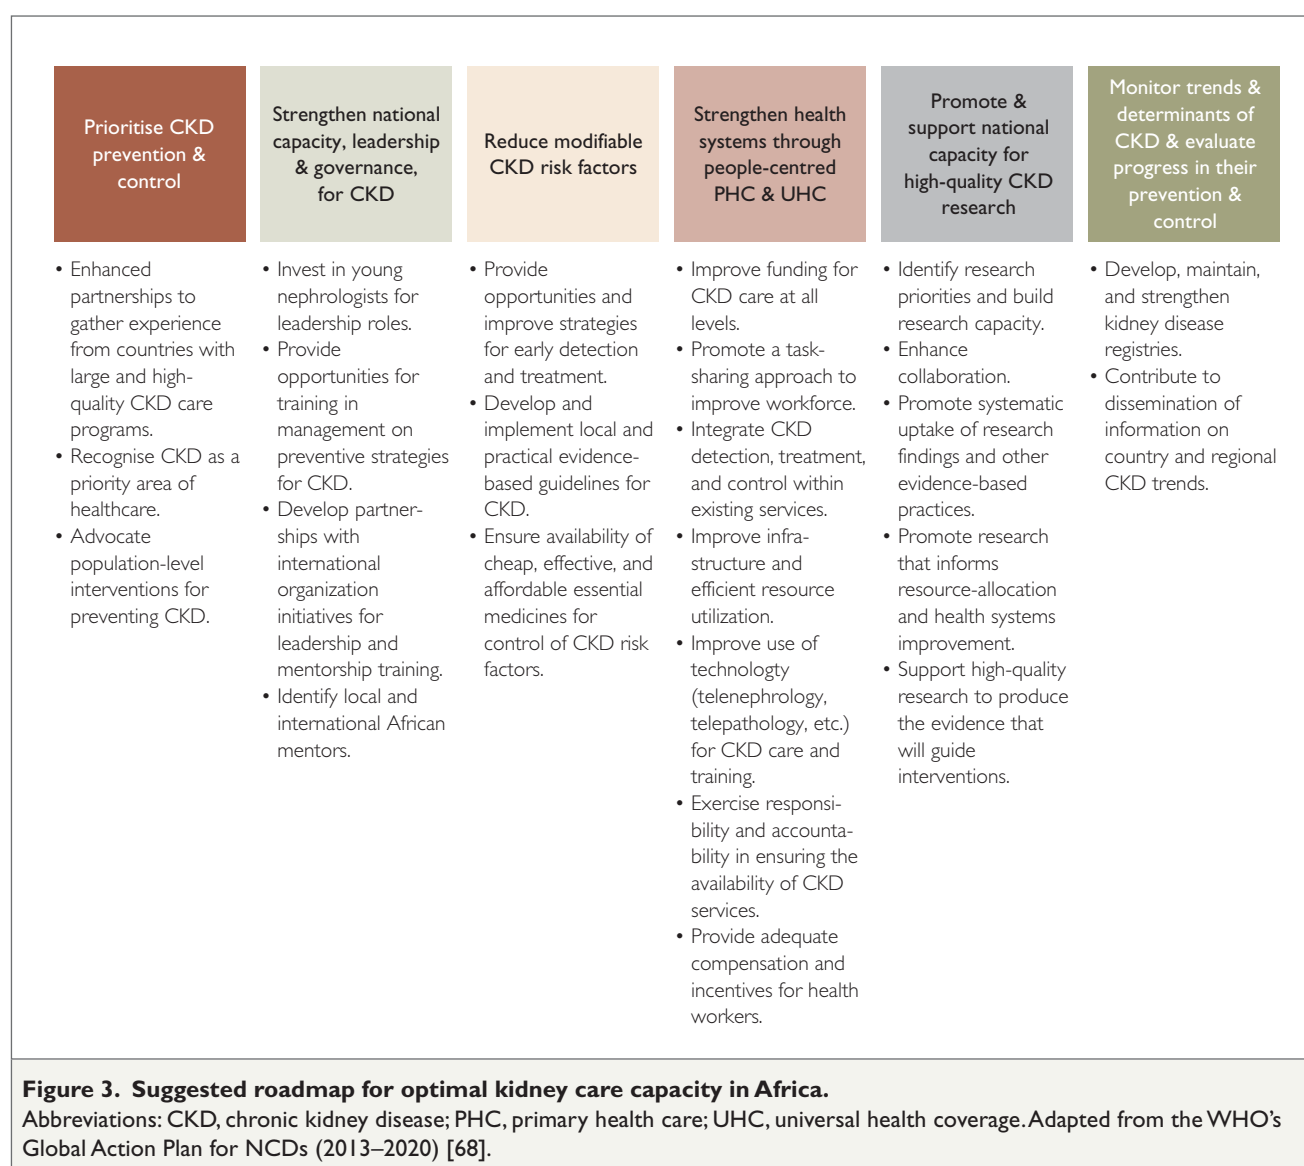 Prioritise CKD
prevention &
control
• Enhanced
partnerships to
gather experience
from countries with
large and high-
quality CKD care
programs.
• Recognise CKD as a
priority area of
healthcare.
• Advocate
population-level
interventions for
preventing CKD.
Strengthen national
capacity, leadership
& governance,
for CKD
• Invest in young
nephrologists for
leadership roles.
• Provide
opportunities for
training in
management on
preventive strategies
for CKD.
• Develop partner-
ships with
international
organization
initiatives for
leadership and
mentorship training.
• Identify local and
international African
mentors.
Reduce modifiable
CKD risk factors
• Provide
opportunities and
improve strategies
for early detection
and treatment.
• Develop and
implement local and
practical evidence-
based guidelines for
CKD.
• Ensure availability of
cheap, effective, and
affordable essential
medicines for
control of CKD risk
factors.
Strengthen health
systems through
people-centred
PHC & UHC
• Improve funding for
CKD care at all
levels.
• Promote a task-
sharing approach to
improve workforce.
• Integrate CKD
detection, treatment,
and control within
existing services.
• Improve infra-
structure and
efficient resource
utilization.
• Improve use of
technologty
(telenephrology,
telepathology, etc.)
for CKD care and
training.
• Exercise responsi-
bility and accounta-
bility in ensuring the
availability of CKD
services.
• Provide adequate
compensation and
incentives for health
workers.
Promote &
support national
capacity for
high-quality CKD
research
• Identify research
priorities and build
research capacity.
• Enhance
collaboration.
• Promote systematic
uptake of research
findings and other
evidence-based
practices.
• Promote research
that informs
resource-allocation
and health systems
improvement.
• Support high-quality
research to produce
the evidence that
will guide
interventions.
Monitor trends &
determinants of
CKD & evaluate
progress in their
prevention &
control
• Develop, maintain,
and strengthen
kidney disease
registries.
• Contribute to
dissemination of
information on
country and regional
CKD trends.
Figure 3. Suggested roadmap for optimal kidney care capacity in Africa.
Abbreviations: CKD, chronic kidney disease; PHC, primary health care; UHC, universal health coverage. Adapted from the WHO's
Global Action Plan for NCDs (2013–2020) [68].